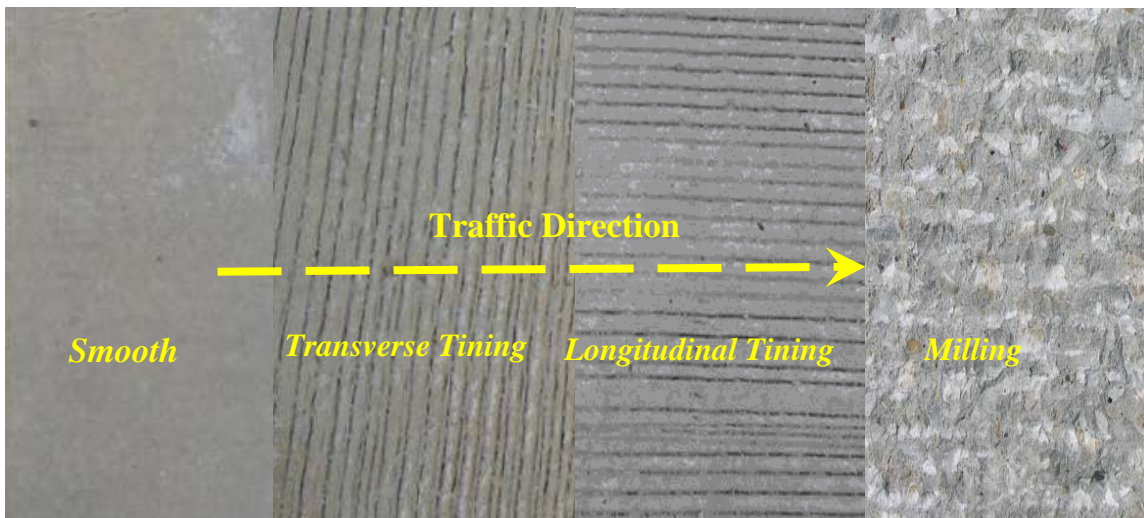 Traffic Direction
Smooth
Transverse Tining
Longitudinal Tining
Milling